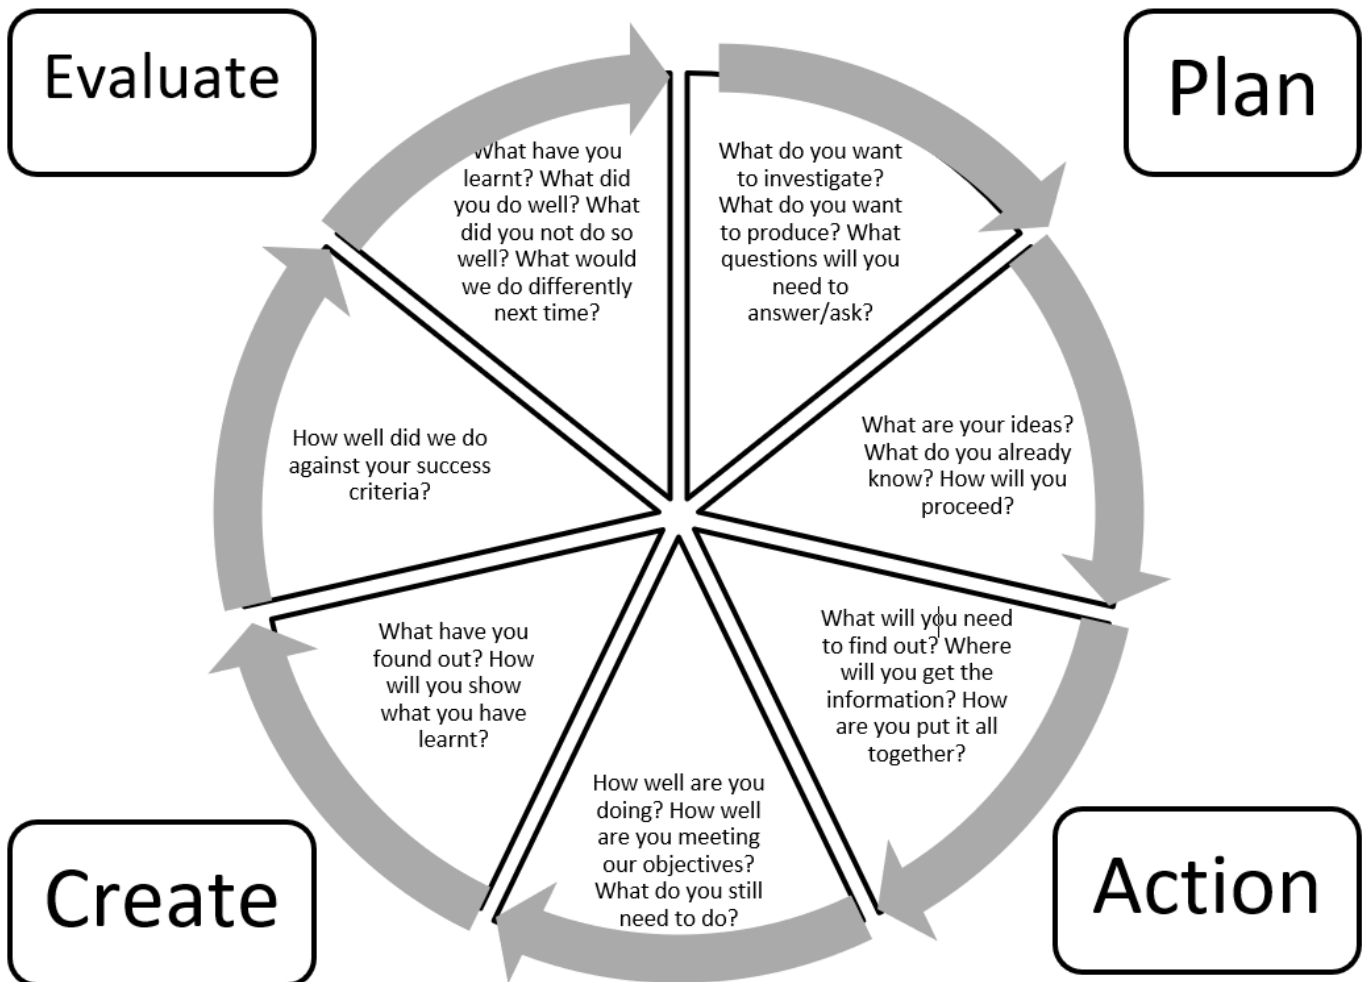 Evaluate
Plan
What do you want
to investigate?
What do you want
to produce? What
questions will you
need to
answer/ask?
What are your ideas?
What do you already
know? How will you
proceed?
What will you need
to find out? Where
will you get the
information? How
are you put it all
together?
Action
How well are you
doing? How well
are you meeting
our objectives?
What do you still
need to do?
Create
What have you
found out? How
will you show
what you have
learnt?
How well did we do
against your success
criteria?
What have you
learnt? What did
you do well? What
did you not do so
well? What would
we do differently
next time?